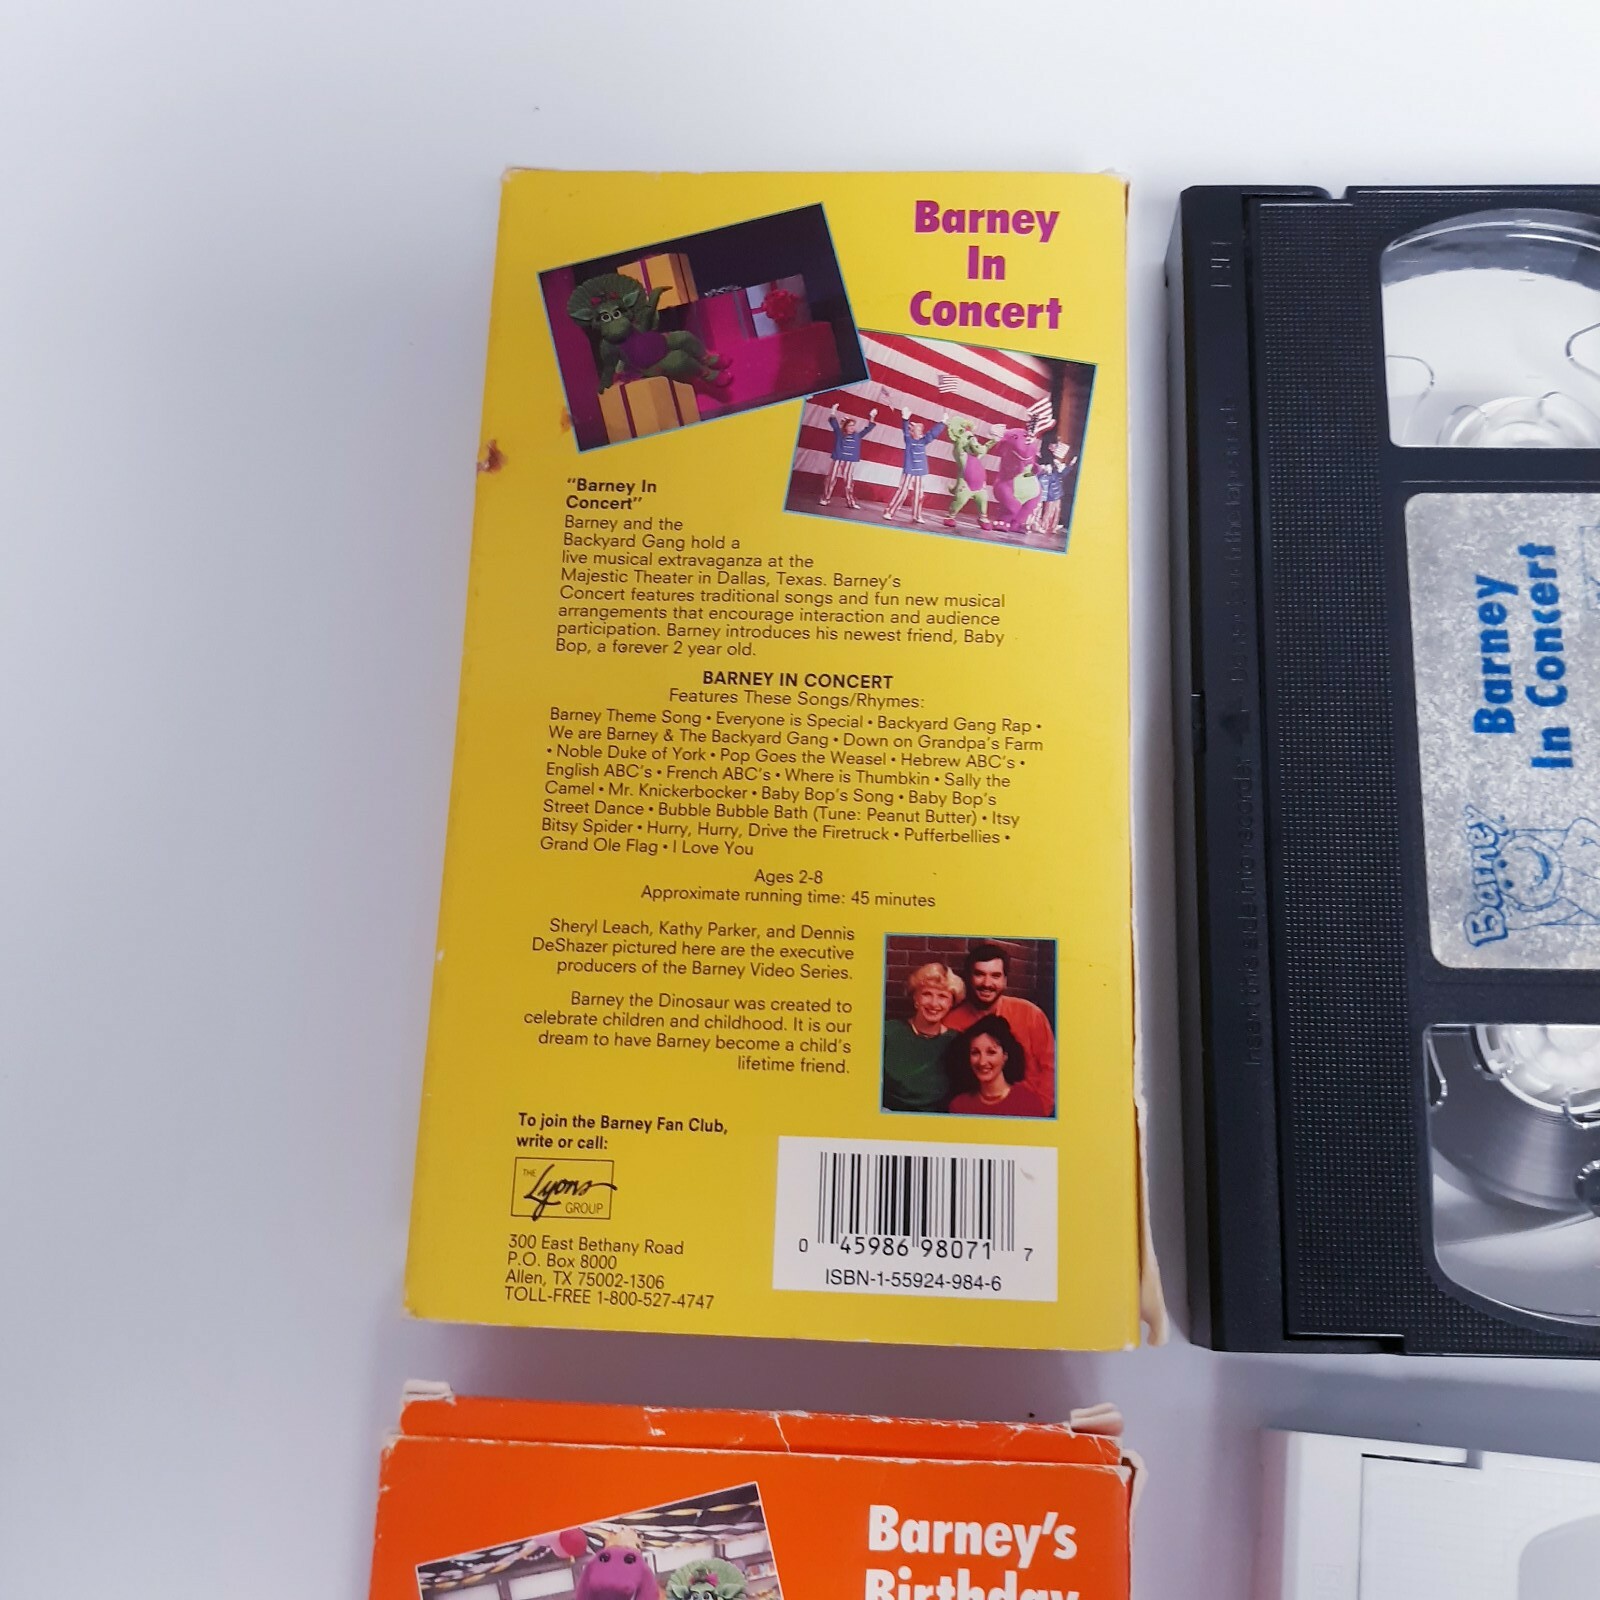 Barney
In
Concert
"Barney In
Concert"
Barney and the
Backyard Gang hold a
live musical extravaganza at the
Majestic Theater in Dallas, Texas. Barney's
Concert features traditional songs and fun new musical
arrangements that encourage interaction and audience
participation. Barney introduces his newest friend, Baby
Bop, a forever 2 year old.
BARNEY IN CONCERT
Features These Songs/Rhymes:
Barney Theme Song • Everyone is Special • Backyard Gang Rap •
We are Barney & The Backyard Gang • Down on Grandpa's Farm
• Noble Duke of York • Pop Goes the Weasel • Hebrew ABC's •
English ABC's • French ABC's • Where is Thumbkin • Sally the
Camel • Mr. Knickerbocker • Baby Bop's Song • Baby Bop's
Street Dance • Bubble Bubble Bath (Tune: Peanut Butter) • Itsy
Bitsy Spider • Hurry, Hurry, Drive the Firetruck • Pufferbellies •
Grand Ole Flag • I Love You
Ages 2-8
Approximate running time: 45 minutes
Sheryl Leach, Kathy Parker, and Dennis
DeShazer pictured here are the executive
producers of the Barney Video Series.
Barney the Dinosaur was created to
celebrate children and childhood. It is our
dream to have Barney become a child's
lifetime friend.
To join the Barney Fan Club,
write or call:
THE
Lyons
GROUP
300 East Bethany Road
P.O. Box 8000
Allen, TX 75002-1306
TOLL-FREE 1-800-527-4747
0 45986 98071 7
ISBN-1-55924-984-6
Barney
In Concert
Barney
Insert this side into recorder
Barney's
Birthday